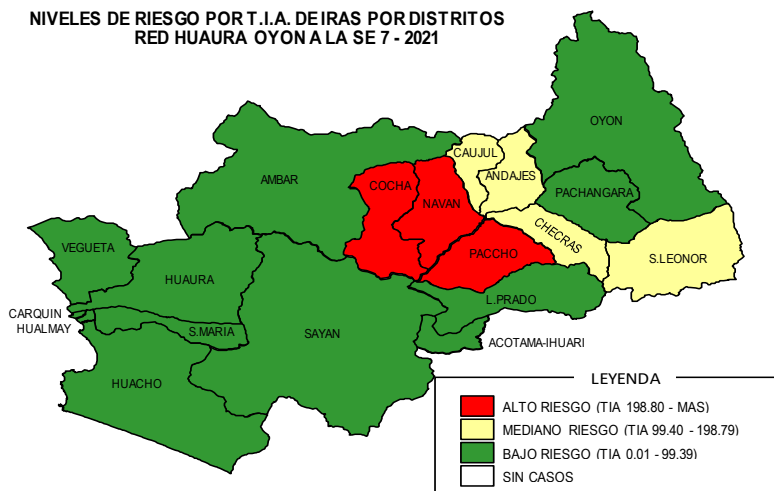 NIVELES DE RIESGO POR T.I.A. DE IRAS POR DISTRITOS
RED HUAURA OYON A LA SE 7 - 2021
OYON
CAUJUL
ANDAJES
AMBAR
COCHA
NAVAN
PACHANGARA
CHECRAS
VEGUETA
PACCHO
S.LEONOR
HUAURA
L.PRADO
CARQUIN
HUALMAY
S.MARIA
SAYAN
ACOTAMA-IHUARI
HUACHO
LEYENDA
ALTO RIESGO (TIA 198.80 - MAS)
MEDIANO RIESGO (TIA 99.40 - 198.79)
BAJO RIESGO (TIA 0.01 - 99.39)
SIN CASOS